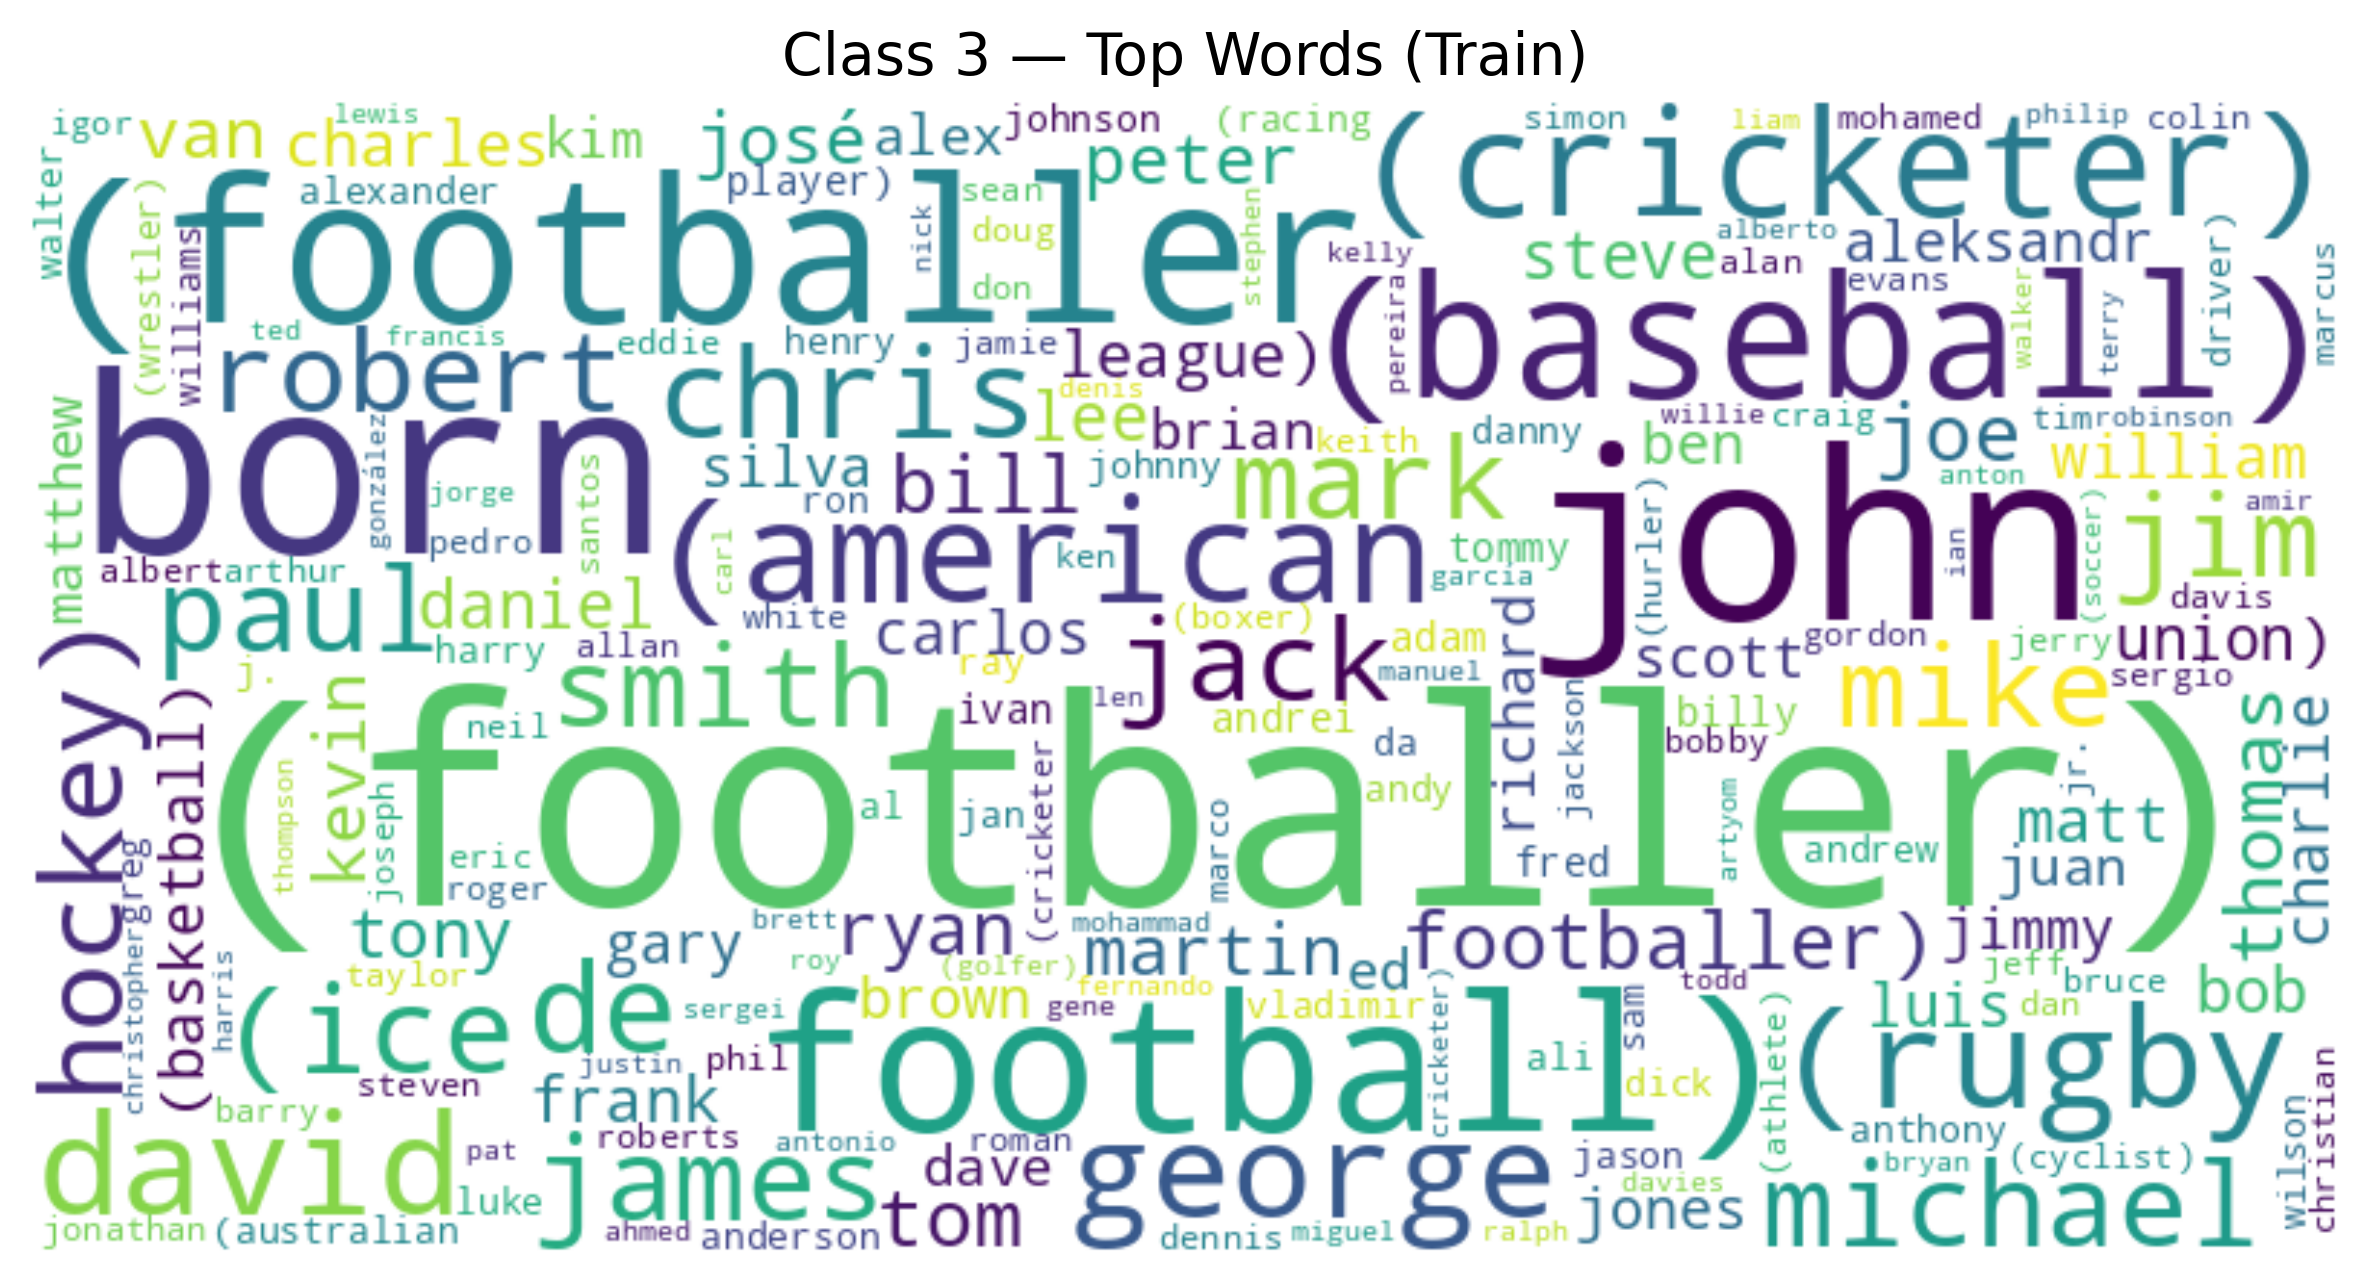 Class 3 — Top Words (Train)
igor
lewis
van
charles
kim
josé
alex
johnson
peter
(racing
(cricketer)
simon
liam
mohamed
philip
colin
walter
(wrestler)
williams
(footballer
alexander
player)
nick
sean
doug
don
stephen
kelly
steve
alberto
alan
aleksandr
evans
walker
terry
driver)
marcus
pereira
(baseball)
ted
francis
robert
eddie
henry
jamie
league)
chris
denis
lee
brian
keith
danny
willie
craig
joe
tim
robinson
matthew
born
gonzález
jorge
pedro
santos
silva
ron
bill
johnny
mark
ben
william
anton
amir
john
(hurler)
ian
(soccer)
jim
(american
carl
ken
tommy
garcia
albert
arthur
paul
daniel
white
harry
allan
carlos
(boxer)
adam
jack
manuel
richard
scott
gordon
jerry
davis
union)
sergio
hockey)
j.
(basketball)
kevin
smith
neil
ray
ivan
len
andrei
da
andy
jackson
billy
bobby
mike
thomas
charlie
(footballer)
thompson
joseph
eric
roger
al
jan
(cricketer
marco
fred
artyom
andrew
jr.
matt
juan
greg
christopher
harris
tony
taylor
gary
brett
ryan
roy
(golfer)
mohammad
martin
ed
footballer)
jimmy
todd
jeff
bruce
bob
(ice
de
sergei
brown
gene
fernando
vladimir
cricketer)
sam
luis
dan
steven
justin
phil
frank
football)
ali
dick
(athlete)
(rugby
barry
david
pat
luke
james
roberts
antonio
roman
dave
tom
george
jason
davies
jones
anthony
bryan
(cyclist)
michael
wilson
christian
jonathan
(australian
ahmed
anderson
dennis
miguel
ralph